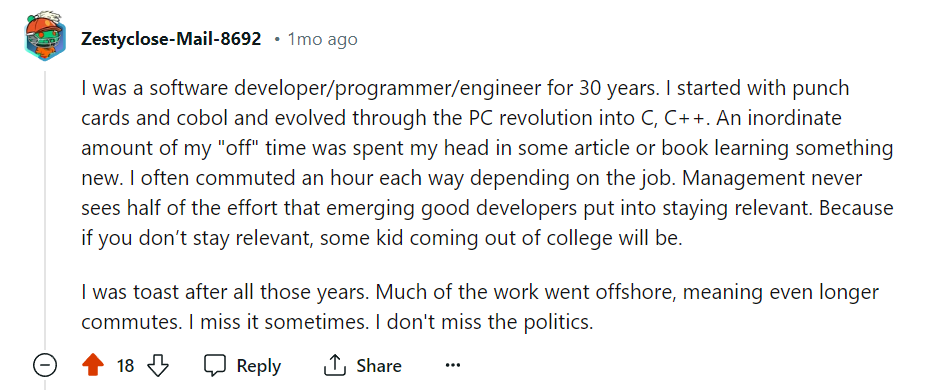 Zestyclose-Mail-8692 • 1mo ago
I was a software developer/programmer/engineer for 30 years. I started with punch
cards and cobol and evolved through the PC revolution into C, C++. An inordinate
amount of my "off" time was spent my head in some article or book learning something
new. I often commuted an hour each way depending on the job. Management never
sees half of the effort that emerging good developers put into staying relevant. Because
if you don’t stay relevant, some kid coming out of college will be.
I was toast after all those years. Much of the work went offshore, meaning even longer
commutes. I miss it sometimes. I don't miss the politics.
18 Reply Share ...